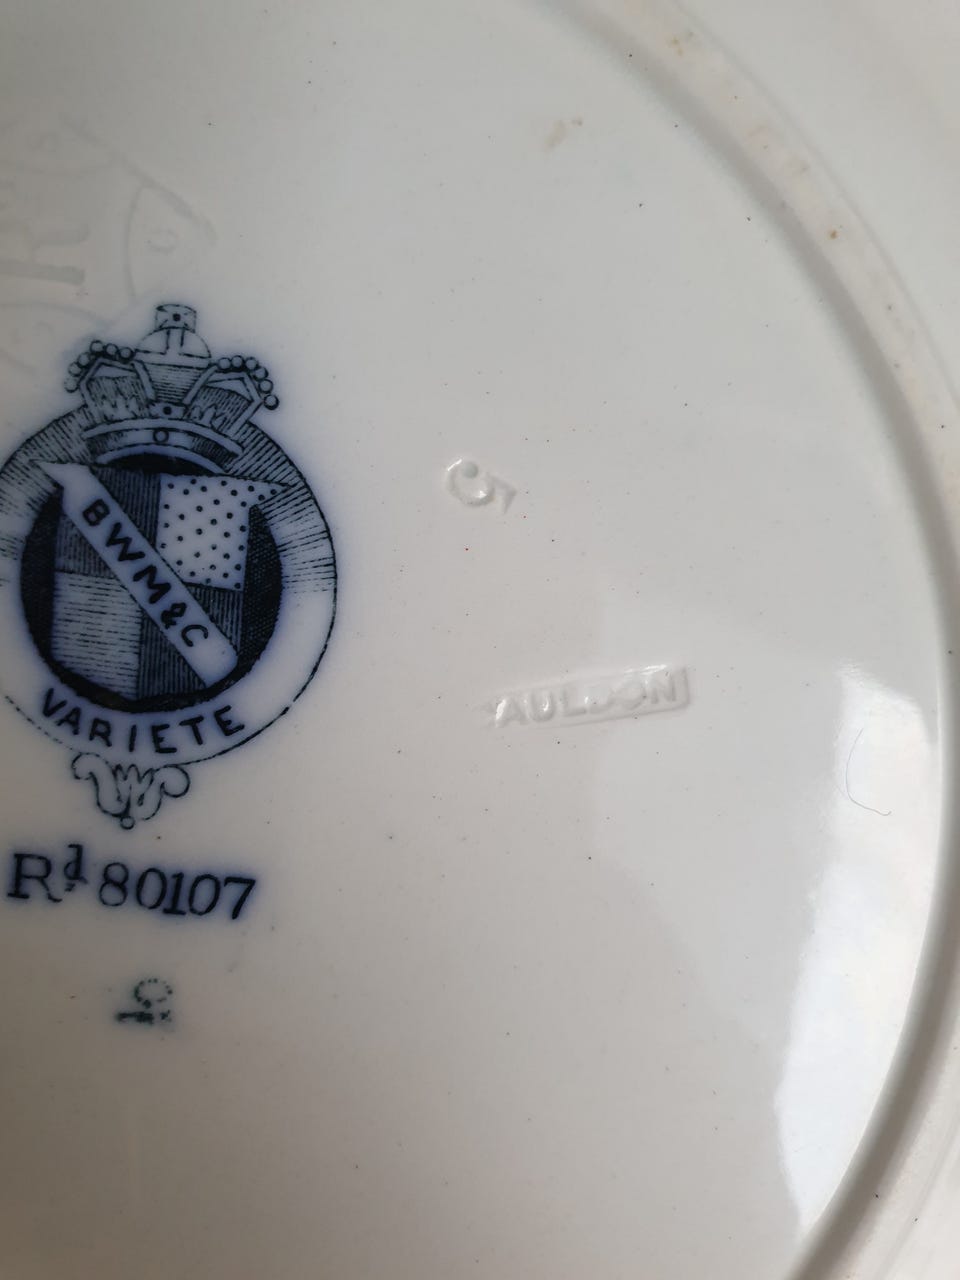 BWM&C
VARIETE
Rd 80107
5
AULDON